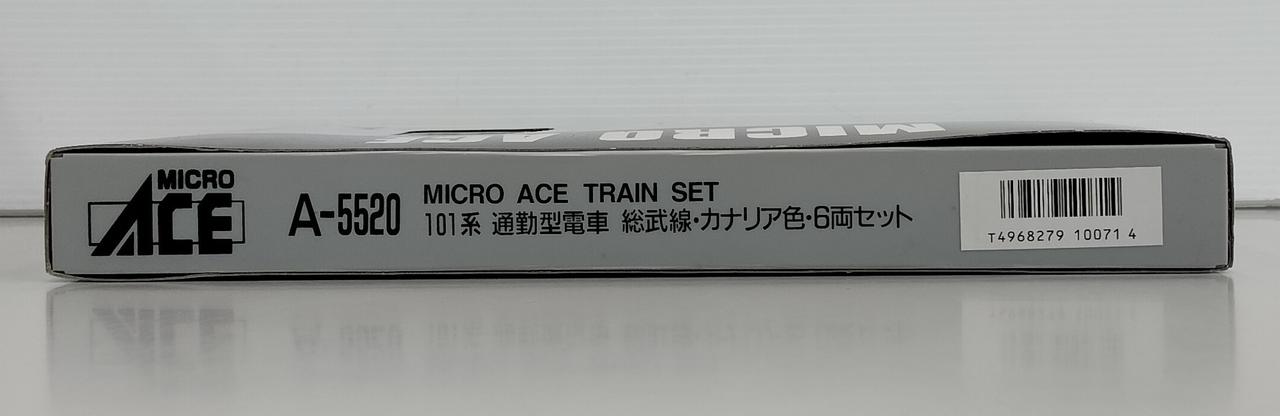 MICRO ACE
MICRO
ACE
A-5520
MICRO ACE TRAIN SET
101系 通勤型電車 総武線・カナリア色・6両セット
T4968279 10071 4